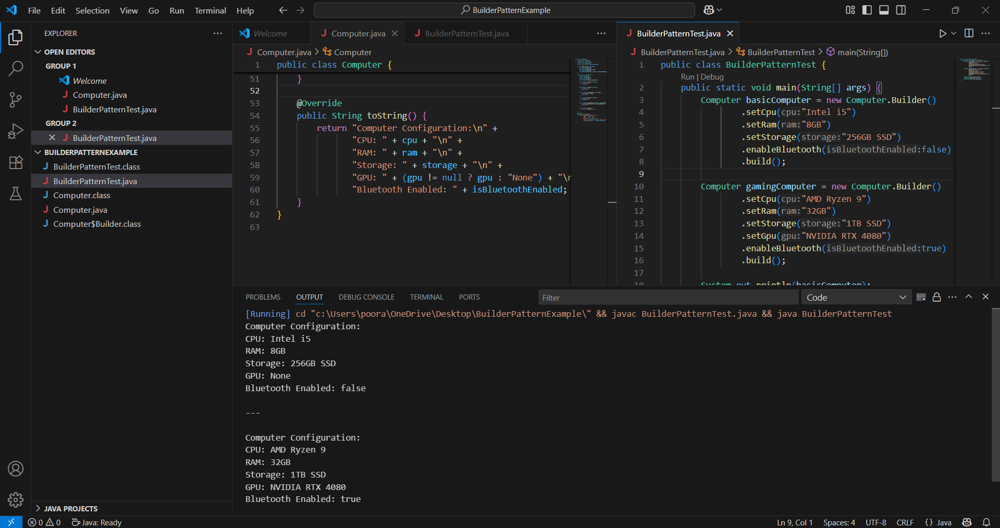 File Edit Selection View Go Run Terminal Help
BuilderPatternExample
EXPLORER
OPEN EDITORS
GROUP 1
Welcome
Computer.java
BuilderPatternTest.java
GROUP 2
BuilderPatternTest.java
BUILDERPATTERNEXAMPLE
BuilderPatternTest.class
BuilderPatternTest.java
Computer.class
Computer.java
Computer$Builder.class
JAVA PROJECTS
Welcome Computer.java BuilderPatternTest.java
Computer.java > Computer
1 public class Computer {
51 }
52
53 @Override
54 public String toString() {
55 return "Computer Configuration:\n" +
56 "CPU: " + cpu + "\n" +
57 "RAM: " + ram + "\n" +
58 "Storage: " + storage + "\n" +
59 "GPU: " + (gpu != null ? gpu : "None") + "\n
60 "Bluetooth Enabled: " + isBluetoothEnabled;
61 }
62 }
63
BuilderPatternTest.java
BuilderPatternTest.java > BuilderPatternTest > main(String[])
1 public class BuilderPatternTest {
Run | Debug
2 public static void main(String[] args) {
3 Computer basicComputer = new Computer.Builder()
4 .setCpu(cpu:"Intel i5")
5 .setRam(ram:"8GB")
6 .setStorage(storage:"256GB SSD")
7 .enableBluetooth(isBluetoothEnabled:false)
8 .build();
9
10 Computer gamingComputer = new Computer.Builder()
11 .setCpu(cpu:"AMD Ryzen 9")
12 .setRam(ram:"32GB")
13 .setStorage(storage:"1TB SSD")
14 .setGpu(gpu:"NVIDIA RTX 4080")
15 .enableBluetooth(isBluetoothEnabled:true)
16 .build();
17
18 System.out.println(basicComputer);
PROBLEMS OUTPUT DEBUG CONSOLE TERMINAL PORTS
Filter
Code
[Running] cd "c:\Users\poora\OneDrive\Desktop\BuilderPatternExample\" && javac BuilderPatternTest.java && java BuilderPatternTest
Computer Configuration:
CPU: Intel i5
RAM: 8GB
Storage: 256GB SSD
GPU: None
Bluetooth Enabled: false
---
Computer Configuration:
CPU: AMD Ryzen 9
RAM: 32GB
Storage: 1TB SSD
GPU: NVIDIA RTX 4080
Bluetooth Enabled: true
0 0 Java: Ready
Ln 9, Col 1 Spaces: 4 UTF-8 CRLF {} Java